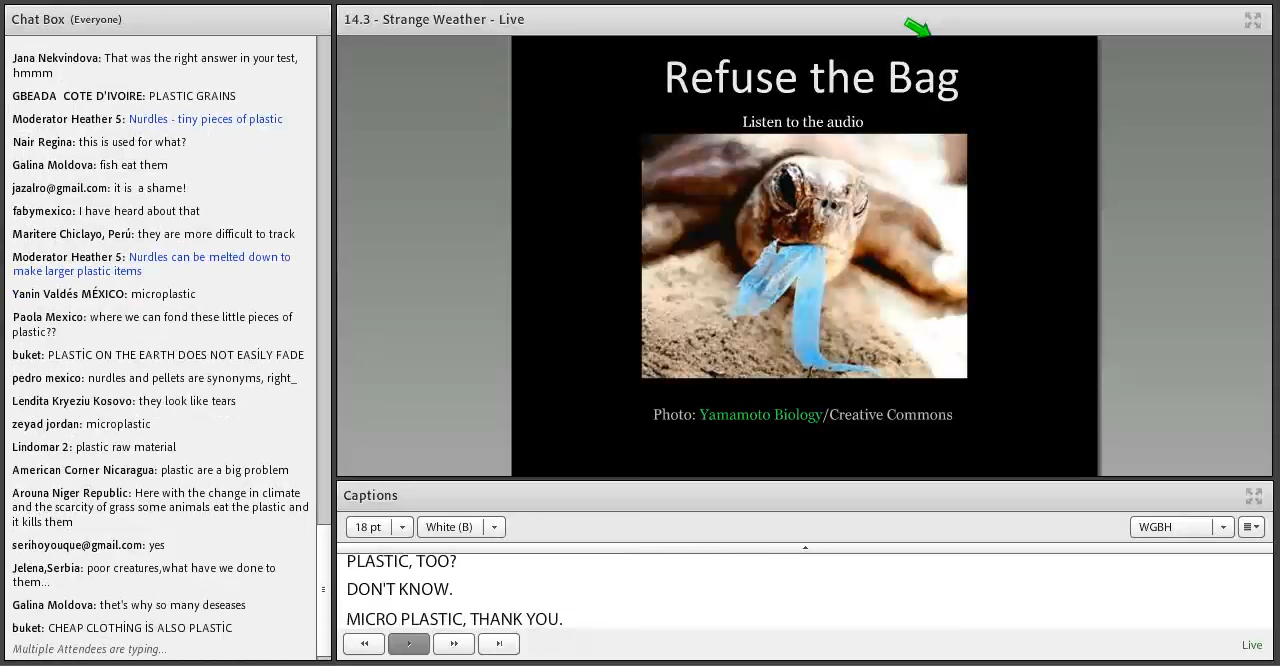 Chat Box (Everyone)
Jana Nekvindova: That was the right answer in your test,
hmmm
GBEADA COTE D'IVOIRE: PLASTIC GRAINS
Moderator Heather 5: Nurdles - tiny pieces of plastic
Nair Regina: this is used for what?
Galina Moldova: fish eat them
jazalro@gmail.com: it is a shame!
fabymexico: I have heard about that
Maritere Chiclayo, Perú: they are more difficult to track
Moderator Heather 5: Nurdles can be melted down to
make larger plastic items
Yanin Valdés MÉXICO: microplastic
Paola Mexico: where we can fond these little pieces of
plastic??
buket: PLASTİC ON THE EARTH DOES NOT EASİLY FADE
pedro mexico: nurdles and pellets are synonyms, right_
Lendita Kryeziu Kosovo: they look like tears
zeyad jordan: microplastic
Lindomar 2: plastic raw material
American Corner Nicaragua: plastic are a big problem
Arouna Niger Republic: Here with the change in climate
and the scarcity of grass some animals eat the plastic and
it kills them
serihoyouque@gmail.com: yes
Jelena,Serbia: poor creatures,what have we done to
them...
Galina Moldova: that's why so many deseases
buket: CHEAP CLOTHİNG İS ALSO PLASTİC
Multiple Attendees are typing...
14.3 - Strange Weather - Live
Refuse the Bag
Listen to the audio
Photo: Yamamoto Biology/Creative Commons
Captions
18 pt
White (B)
WGBH
PLASTIC, TOO?
DON'T KNOW.
MICRO PLASTIC, THANK YOU.
Live